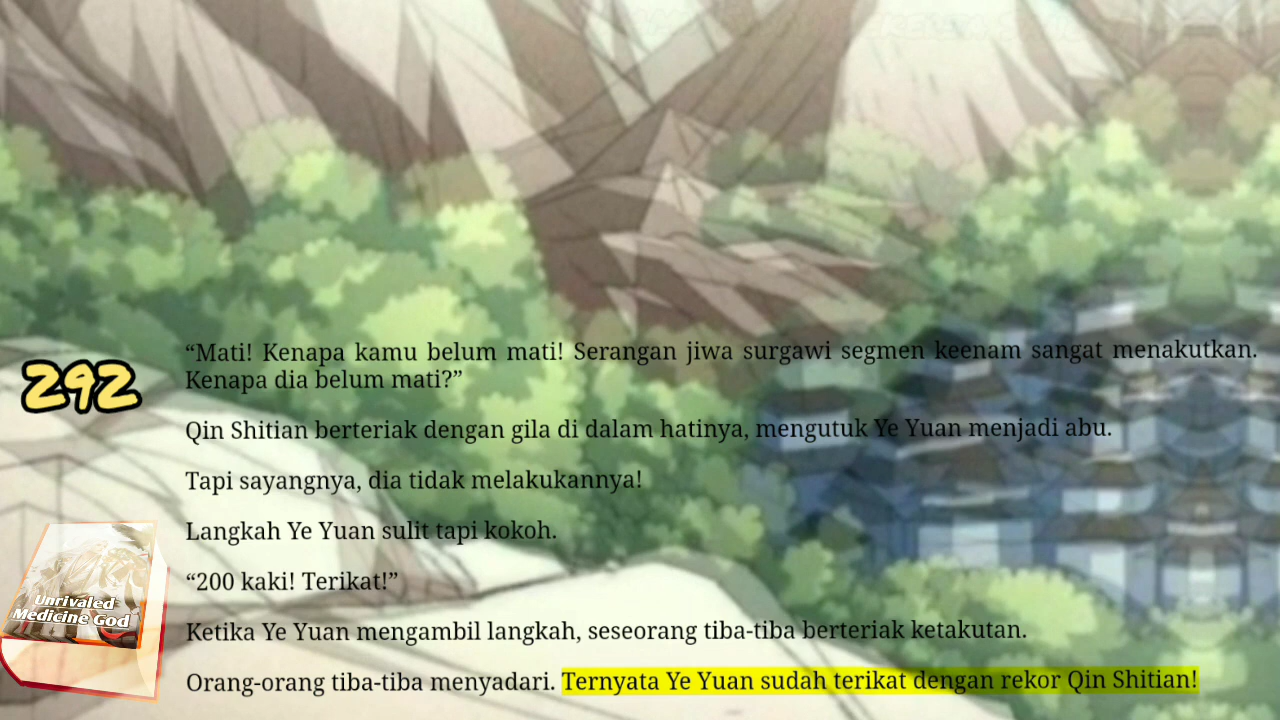 “Mati! Kenapa kamu belum mati! Serangan jiwa surgawi segmen keenam sangat menakutkan.
Kenapa dia belum mati?”
292
Qin Shitian berteriak dengan gila di dalam hatinya, mengutuk Ye Yuan menjadi abu.
Tapi sayangnya, dia tidak melakukannya!
Langkah Ye Yuan sulit tapi kokoh.
“200 kaki! Terikat!”
Unrivaled
Medicine God
Ketika Ye Yuan mengambil langkah, seseorang tiba-tiba berteriak ketakutan.
Orang-orang tiba-tiba menyadari. Ternyata Ye Yuan sudah terikat dengan rekor Qin Shitian!